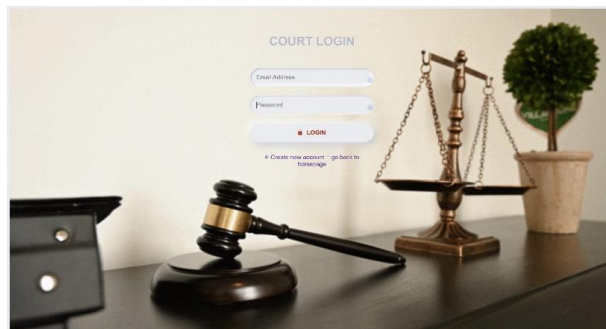 COURT LOGIN
Email Address
Password
LOGIN
Create new account
go back to
homepage